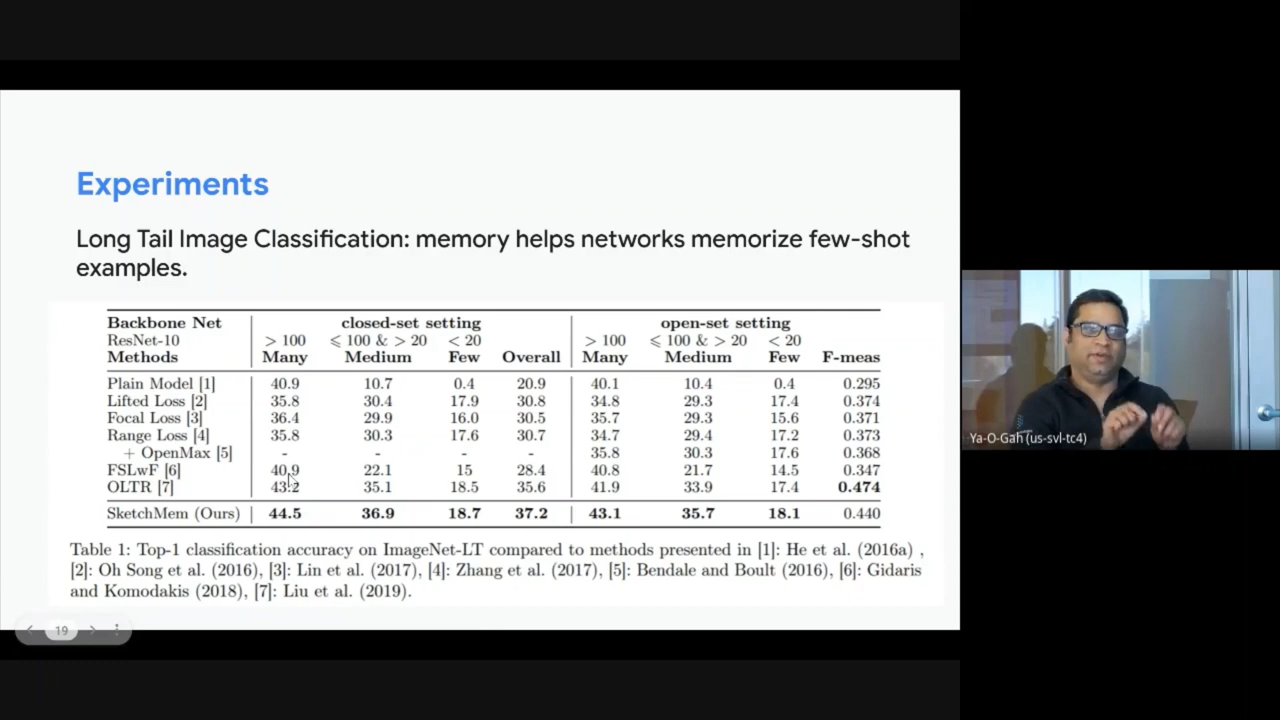 Experiments
Long Tail Image Classification: memory helps networks memorize few-shot
examples.
Backbone Net closed-set setting open-set setting
ResNet-10 > 100 ⩽ 100 & > 20 < 20 > 100 ⩽ 100 & > 20 < 20
Methods Many Medium Few Overall Many Medium Few F-meas
Plain Model [1] 40.9 10.7 0.4 20.9 40.1 10.4 0.4 0.295
Lifted Loss [2] 35.8 30.4 17.9 30.8 34.8 29.3 17.4 0.374
Focal Loss [3] 36.4 29.9 16.0 30.5 35.7 29.3 15.6 0.371
Range Loss [4] 35.8 30.3 17.6 30.7 34.7 29.4 17.2 0.373
+ OpenMax [5] - - - - 35.8 30.3 17.6 0.368
FSLwF [6] 40.9 22.1 15 28.4 40.8 21.7 14.5 0.347
OLTR [7] 43.2 35.1 18.5 35.6 41.9 33.9 17.4 0.474
SketchMem (Ours) 44.5 36.9 18.7 37.2 43.1 35.7 18.1 0.440
Table 1: Top-1 classification accuracy on ImageNet-LT compared to methods presented in [1]: He et al. (2016a) ,
[2]: Oh Song et al. (2016), [3]: Lin et al. (2017), [4]: Zhang et al. (2017), [5]: Bendale and Boult (2016), [6]: Gidaris
and Komodakis (2018), [7]: Liu et al. (2019).
19
Ya-O-Gah (us-svl-tc4)